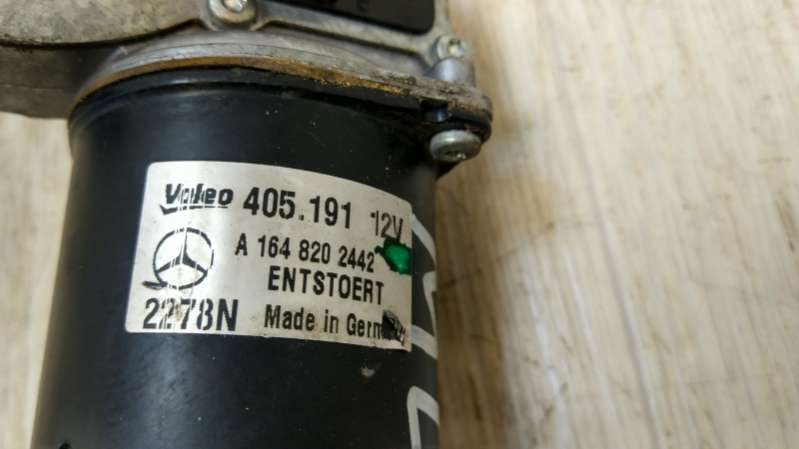 Valeo 405.191 12V
A 164 820 2442
ENTSTOERT
2278N Made in Germ